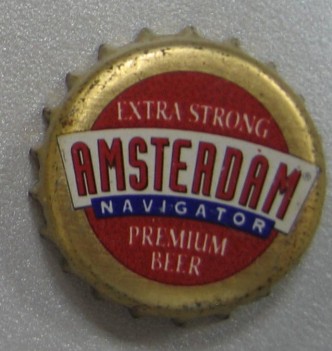 EXTRA STRONG
AMSTERDAM
NAVIGATOR
PREMIUM
BEER